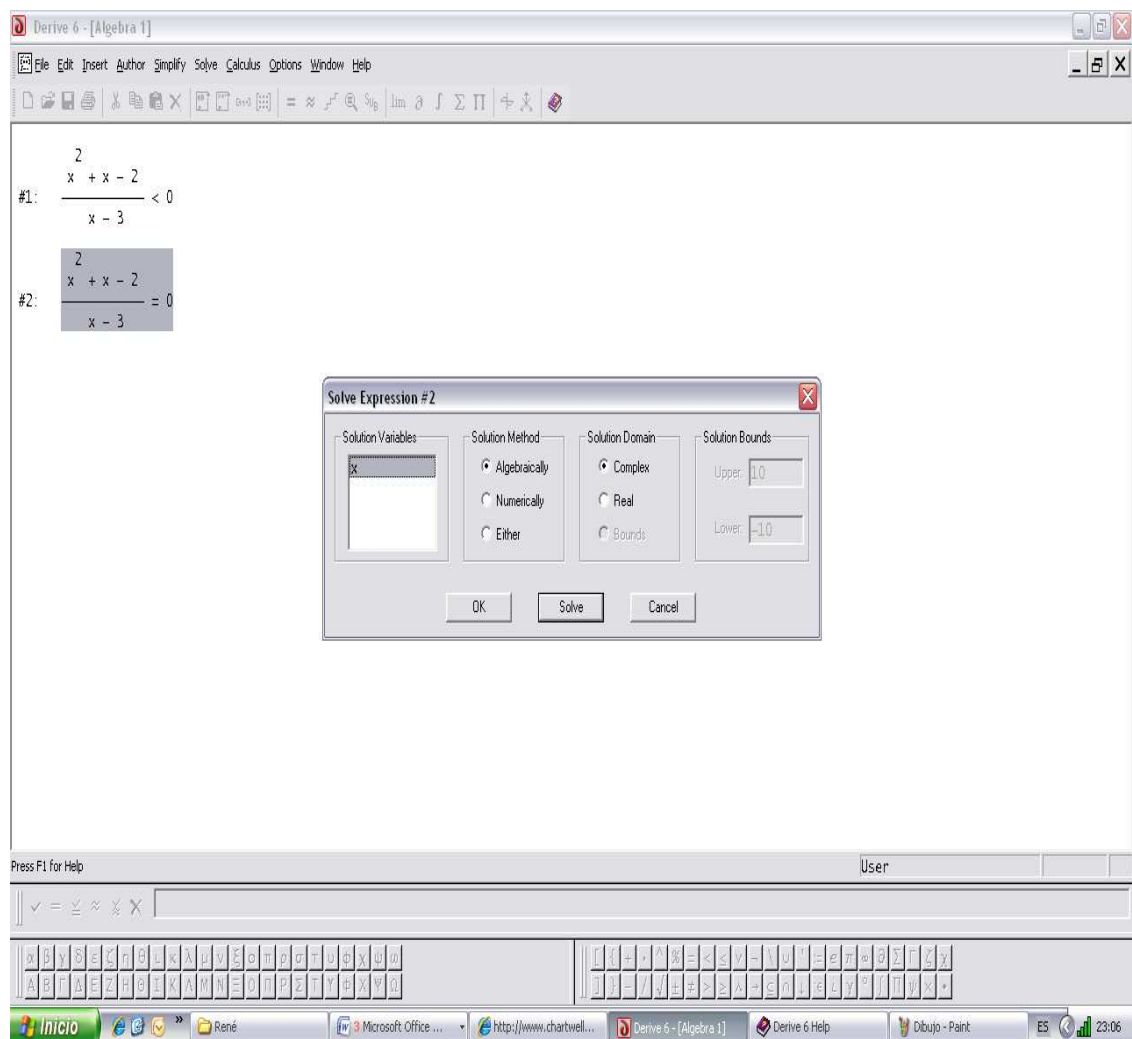 Derive 6 - [Algebra 1]
File Edit Insert Author Simplify Solve Calculus Options Window Help
= ≈ lim ∂ ∫ Σ Π
2
x + x - 2
#1: ────── < 0
x - 3
2
x + x - 2
#2: ────── = 0
x - 3
Solve Expression #2
Solution Variables Solution Method Solution Domain Solution Bounds
x Algebraically Complex Upper: 10
Numerically Real
Either Bounds Lower: -10
OK Solve Cancel
Press F1 for Help User
α β γ δ ε ζ η θ ι κ λ μ ν ξ ο π ρ σ τ υ φ χ ψ ω
Α Β Γ Δ Ε Ζ Η Θ Ι Κ Λ Μ Ν Ξ Ο Π Ρ Σ Τ Υ Φ Χ Ψ Ω
Inicio René 3 Microsoft Office ... http://www.chartwell... Derive 6 - [Algebra 1] Derive 6 Help Dibujo - Paint ES 23:06